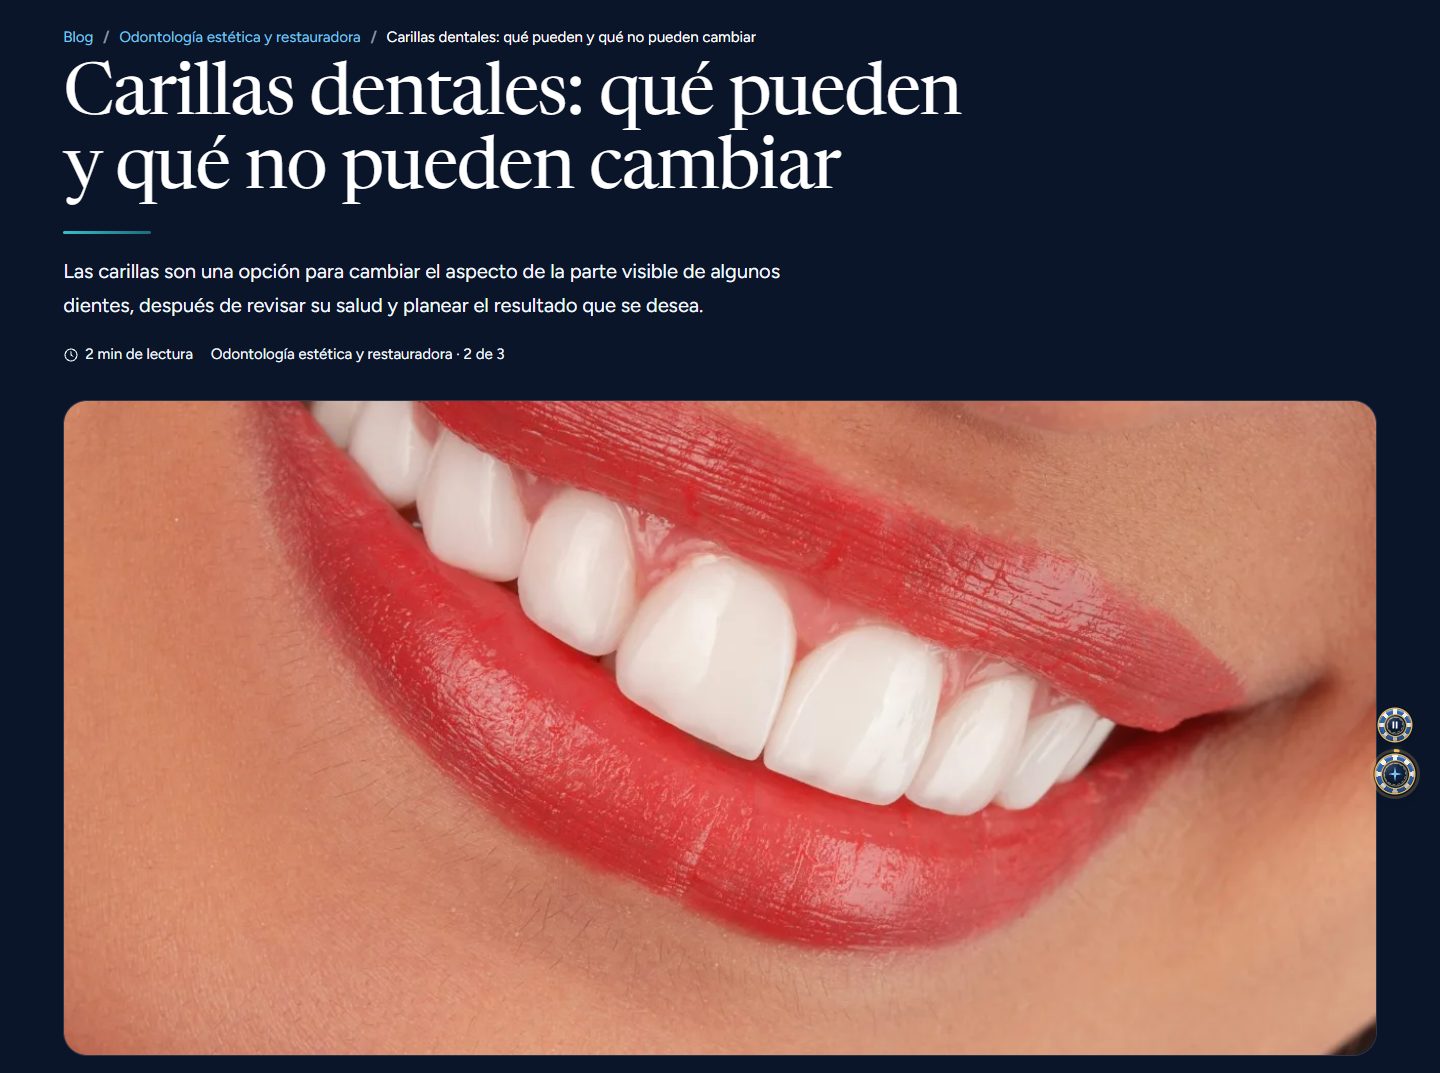 Blog / Odontología estética y restauradora / Carillas dentales: qué pueden y qué no pueden cambiar
Carillas dentales: qué pueden
y qué no pueden cambiar
Las carillas son una opción para cambiar el aspecto de la parte visible de algunos
dientes, después de revisar su salud y planear el resultado que se desea.
2 min de lectura Odontología estética y restauradora · 2 de 3